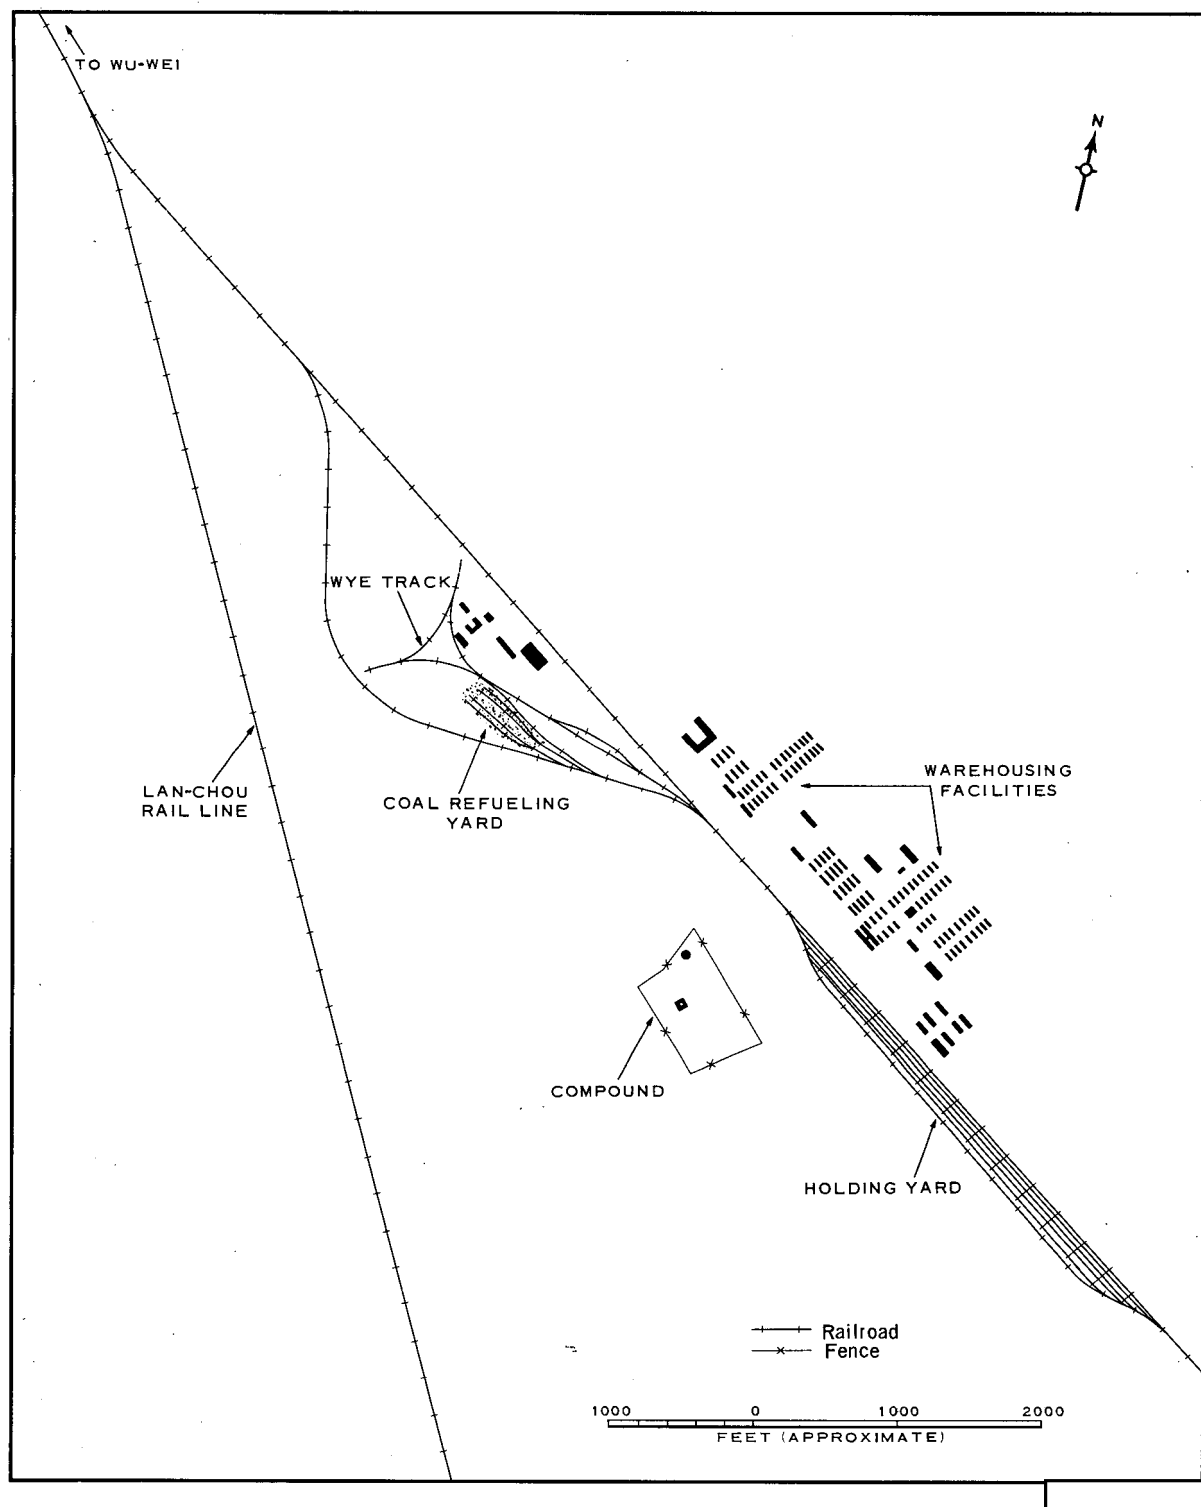 TO WU-WEI
N
WYE TRACK
LAN-CHOU
RAIL LINE
COAL REFUELING
YARD
WAREHOUSING
FACILITIES
COMPOUND
HOLDING YARD
Railroad
Fence
1000 0 1000 2000
FEET (APPROXIMATE)